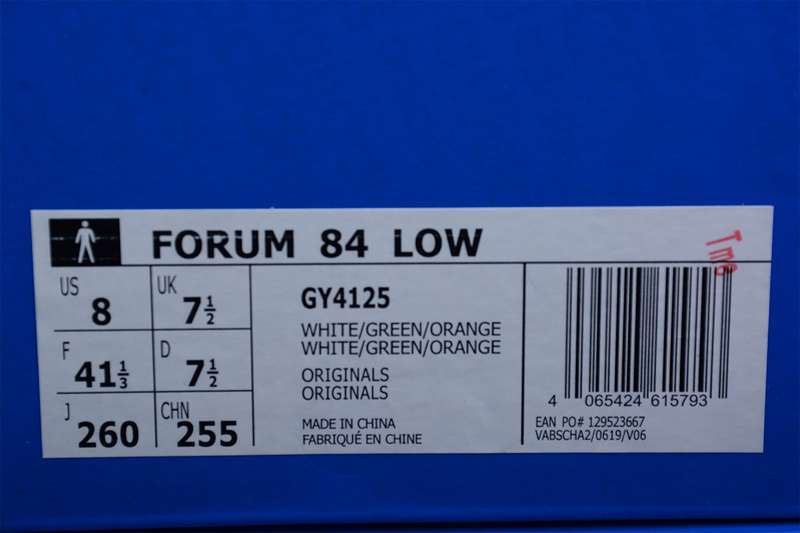 FORUM 84 LOW
Tmg
US 8
UK 7½
F 41⅓
D 7½
J 260
CHN 255
GY4125
WHITE/GREEN/ORANGE
WHITE/GREEN/ORANGE
ORIGINALS
ORIGINALS
MADE IN CHINA
FABRIQUÉ EN CHINE
4 065424 615793
EAN PO# 129523667
VABSCHA2/0619/V06